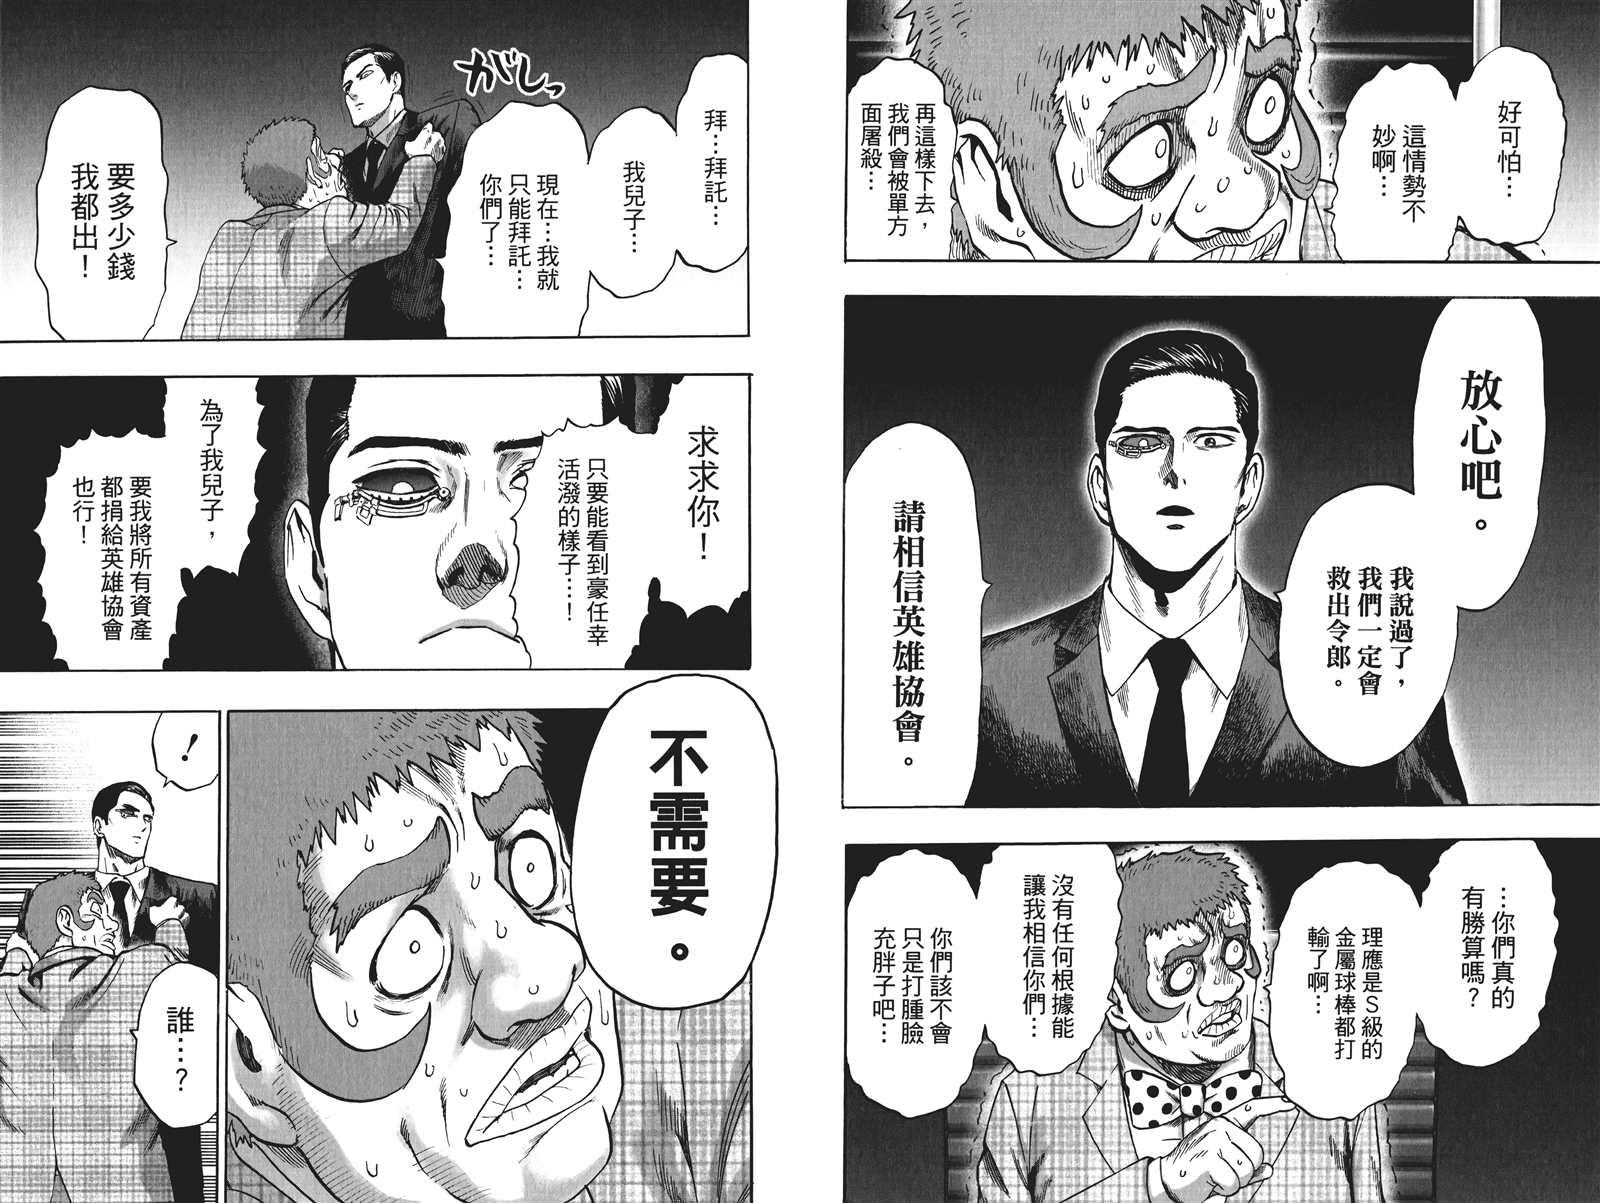 好可怕…
這情勢不
妙啊…
再這樣下去，
我們會被單方
面屠殺…
放心吧。
我說過了，
我們一定會
救出令郎。
請相信英雄協會。
…你們真的
有勝算嗎？
理應是S級的
金屬球棒都打
輸了啊…
沒有任何根據能
讓我相信你們…
你們該不會
只是打腫臉
充胖子吧…
がしっ
拜…拜託…
我兒子…
現在…我就
只能拜託…
你們了…
要多少錢
我都出！
求求你！
只要能看到豪任幸
活潑的樣子…！
為了我兒子，
要我將所有資產
都捐給英雄協會
也行！
不需要。
！
誰…？